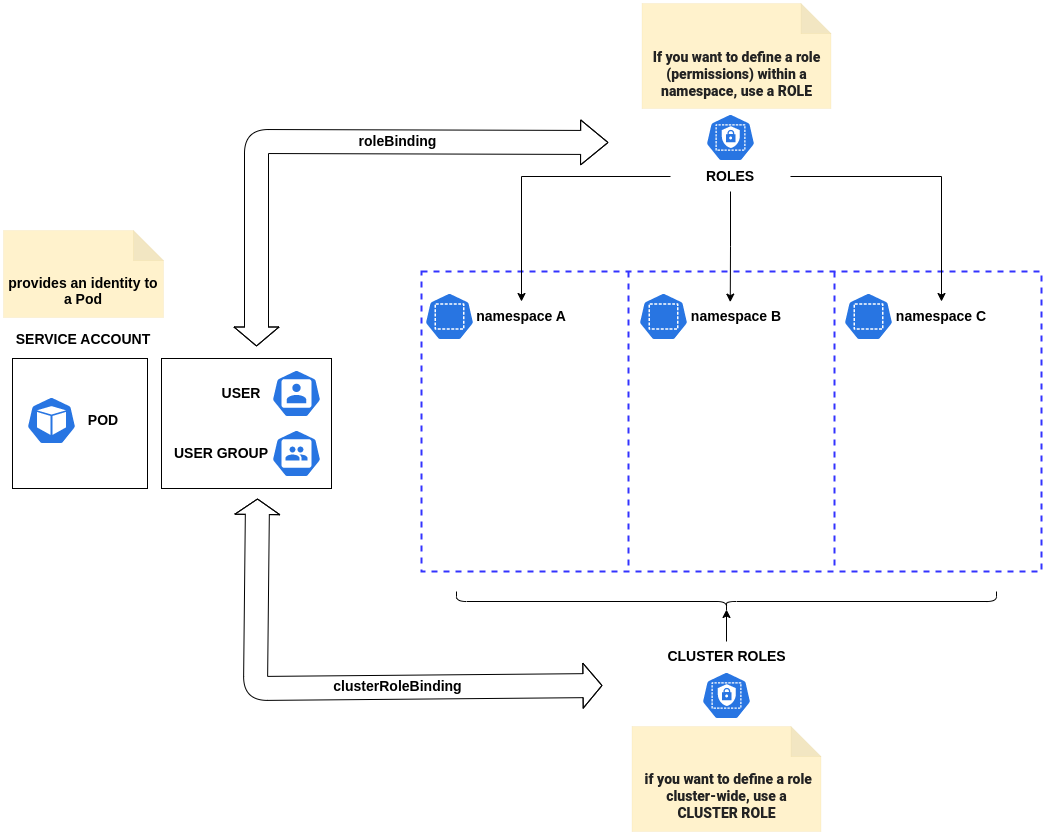 If you want to define a role
(permissions) within a
namespace, use a ROLE
roleBinding
ROLES
provides an identity to
a Pod
SERVICE ACCOUNT
namespace A
namespace B
namespace C
POD
USER
USER GROUP
CLUSTER ROLES
clusterRoleBinding
if you want to define a role
cluster-wide, use a
CLUSTER ROLE